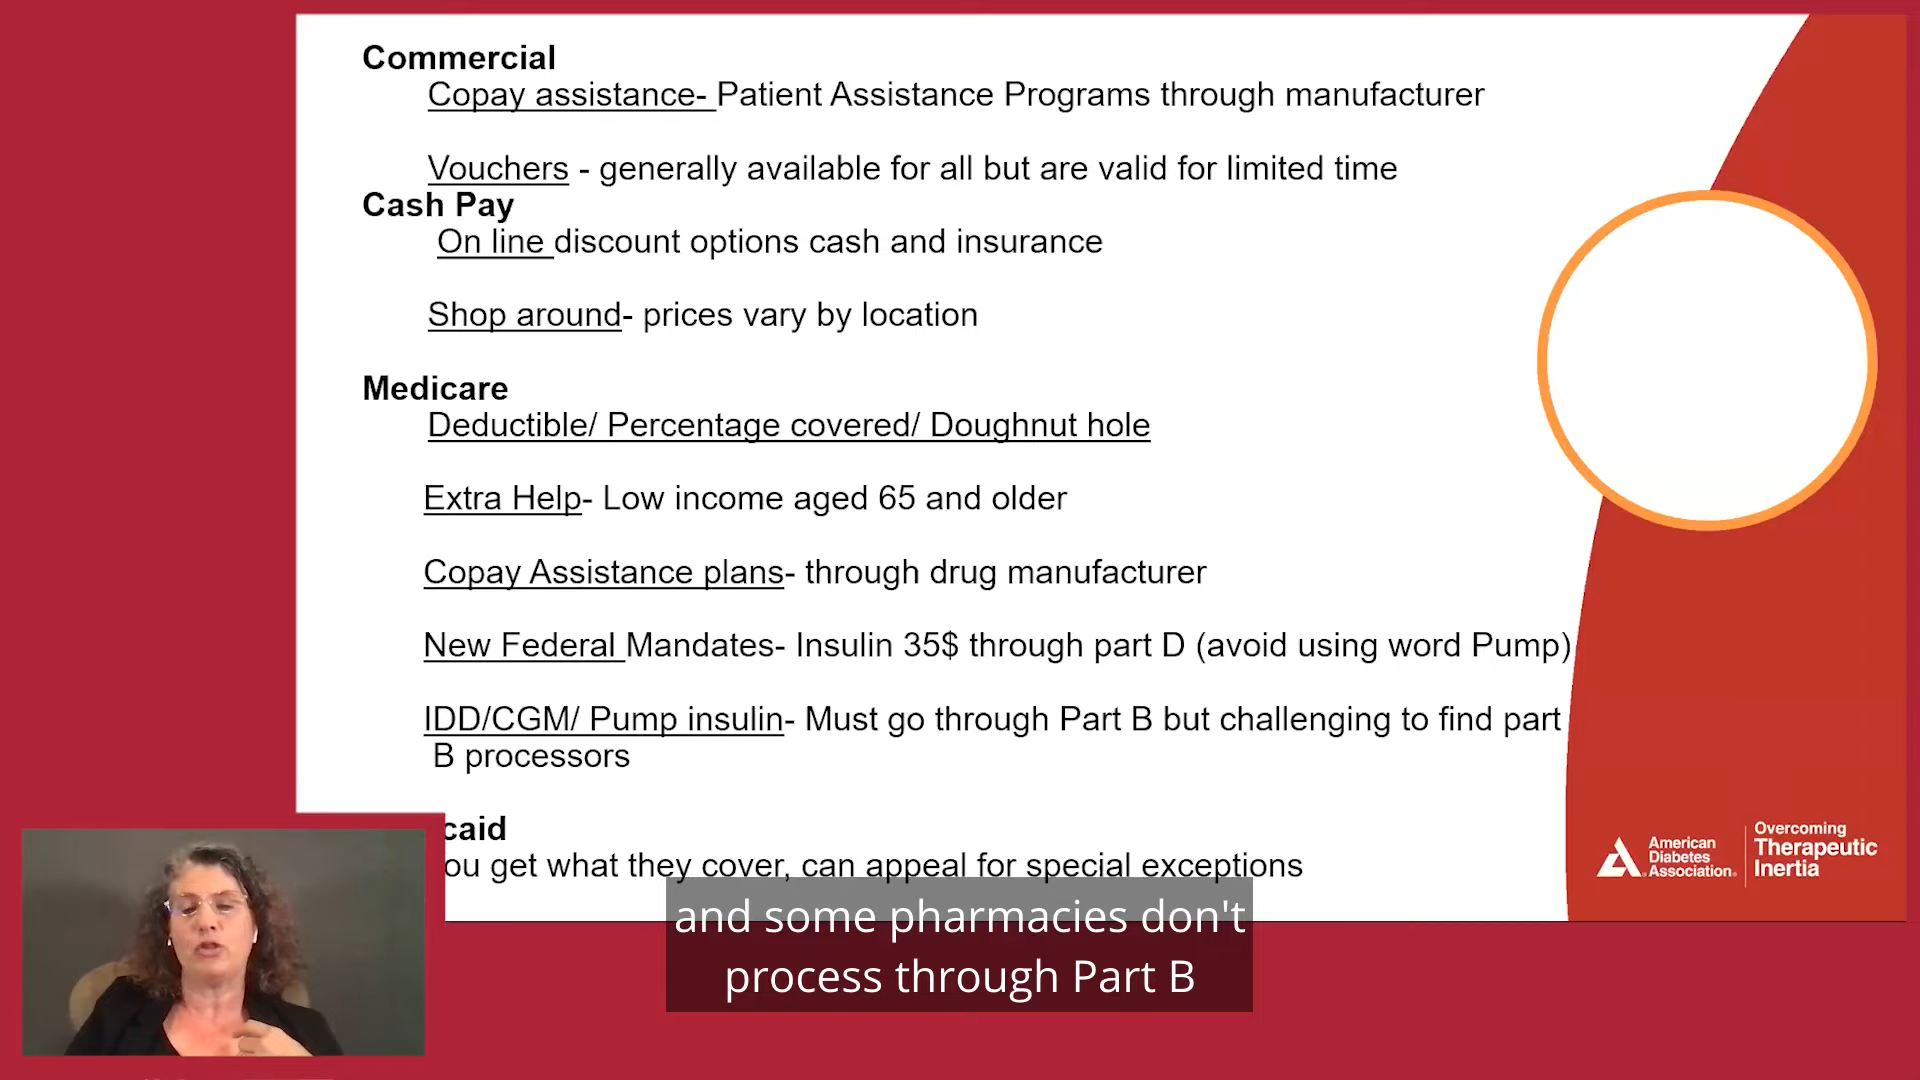 Commercial
Copay assistance- Patient Assistance Programs through manufacturer
Vouchers - generally available for all but are valid for limited time
Cash Pay
On line discount options cash and insurance
Shop around- prices vary by location
Medicare
Deductible/ Percentage covered/ Doughnut hole
Extra Help- Low income aged 65 and older
Copay Assistance plans- through drug manufacturer
New Federal Mandates- Insulin 35$ through part D (avoid using word Pump)
IDD/CGM/ Pump insulin- Must go through Part B but challenging to find part
B processors
caid
ou get what they cover, can appeal for special exceptions
American
Diabetes
Association®
Overcoming
Therapeutic
Inertia
and some pharmacies don't
process through Part B